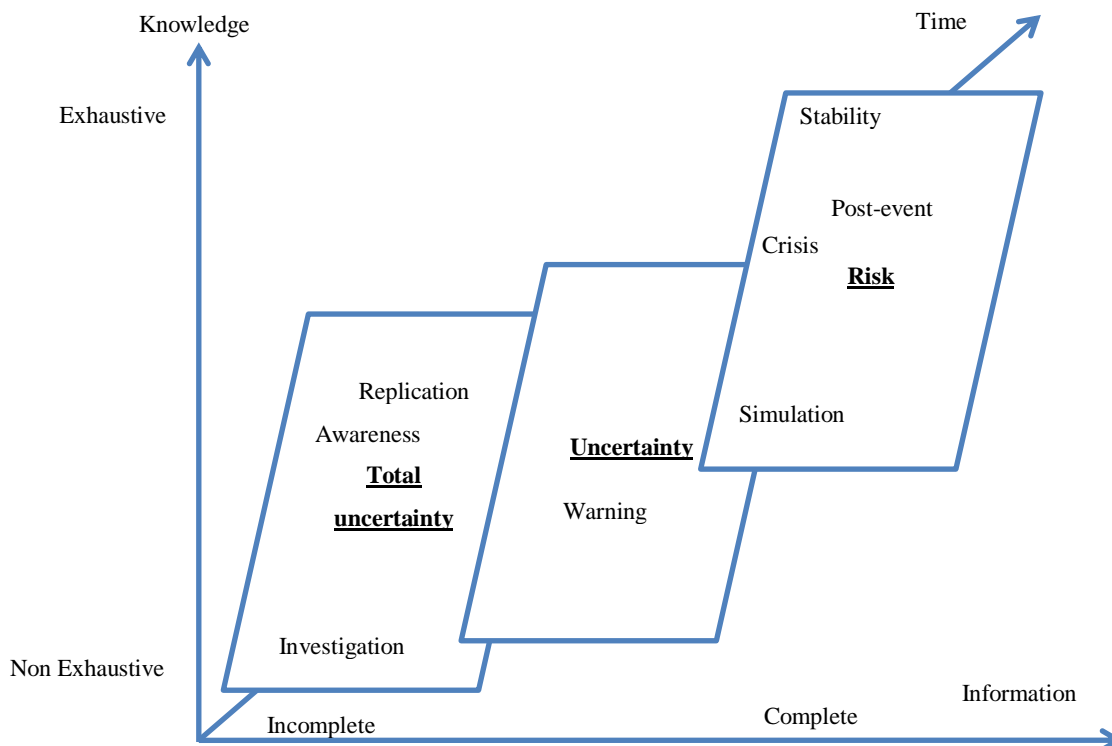 Knowledge
Time
Exhaustive
Stability
Post-event
Crisis
Risk
Replication
Awareness
Simulation
Total
uncertainty
Uncertainty
Warning
Investigation
Non Exhaustive
Information
Incomplete
Complete